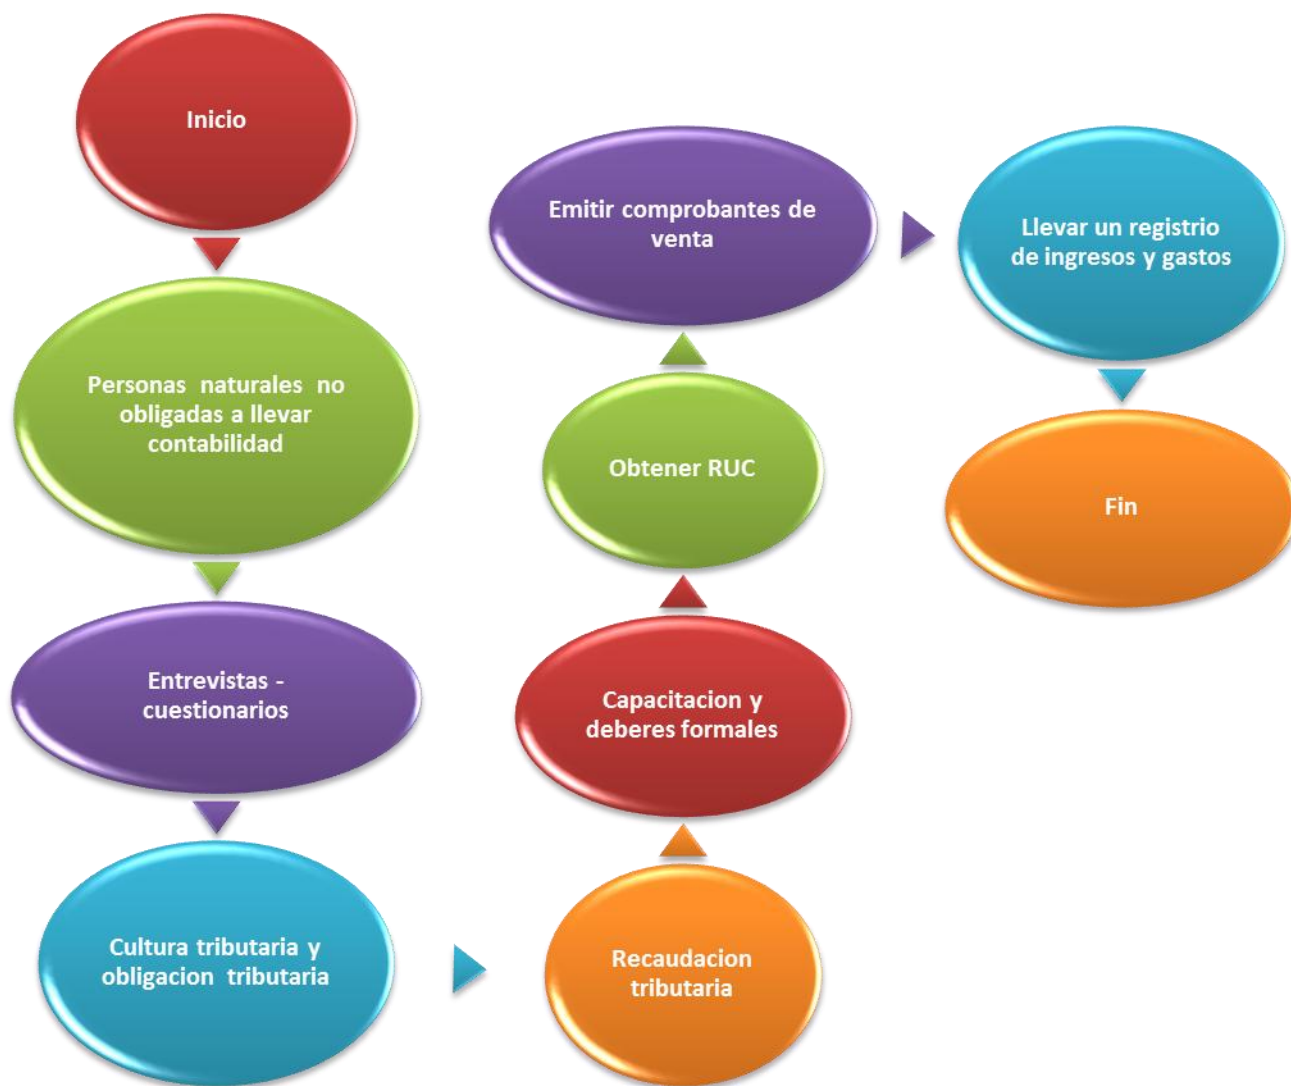 Inicio
Personas naturales no
obligadas a llevar
contabilidad
Entrevistas -
cuestionarios
Cultura tributaria y
obligacion tributaria
Recaudacion
tributaria
Capacitacion y
deberes formales
Obtener RUC
Emitir comprobantes de
venta
Llevar un registrio
de ingresos y gastos
Fin